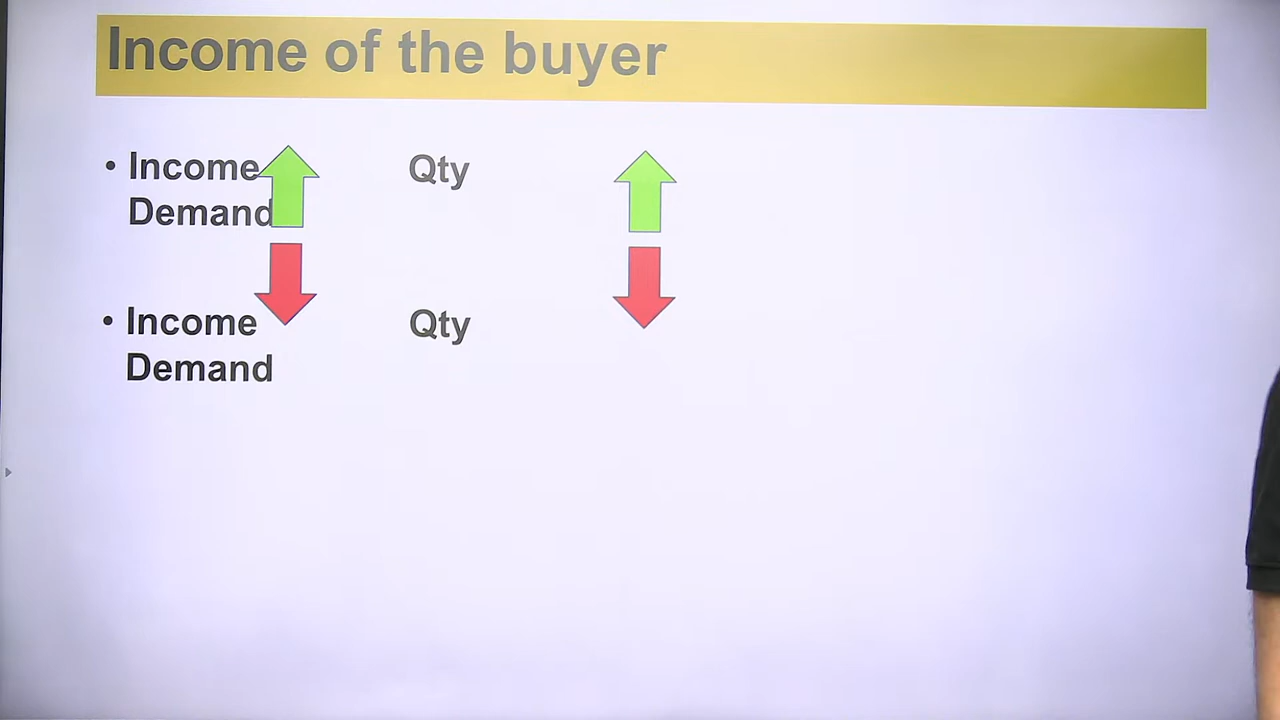 Income of the buyer
• Income Qty
Demand
• Income Qty
Demand